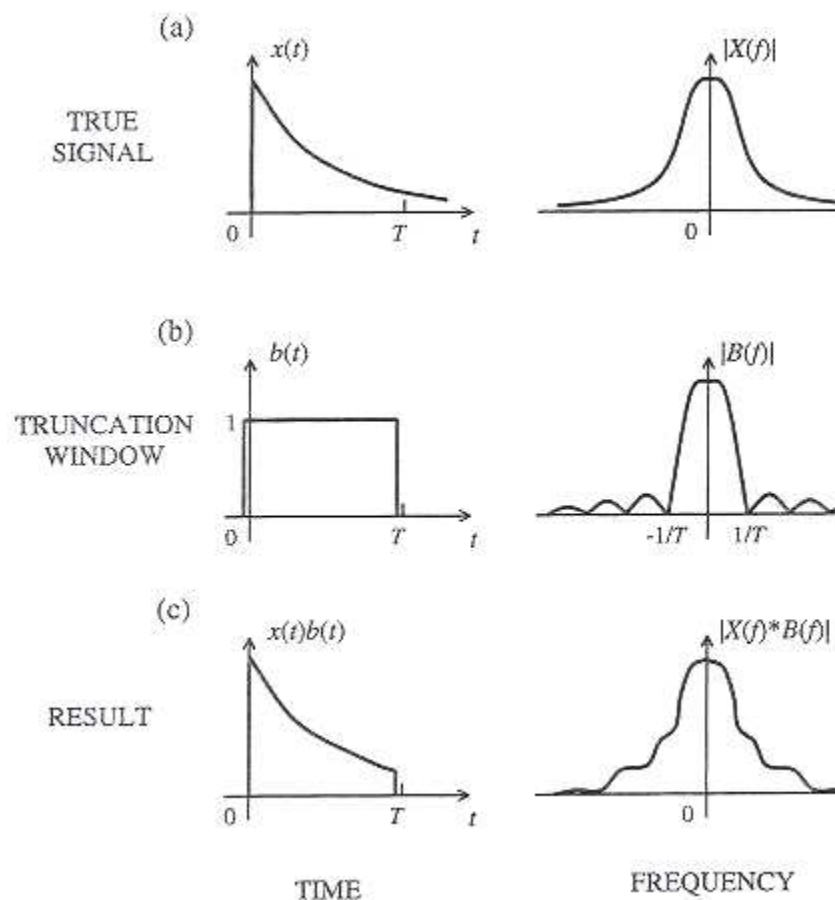 (a)
x(t)
|X(f)|
TRUE
SIGNAL
0
T
t
0
(b)
b(t)
|B(f)|
TRUNCATION
WINDOW
1
0
T
t
-1/T
1/T
(c)
x(t)b(t)
|X(f)*B(f)|
RESULT
0
T
t
0
TIME
FREQUENCY